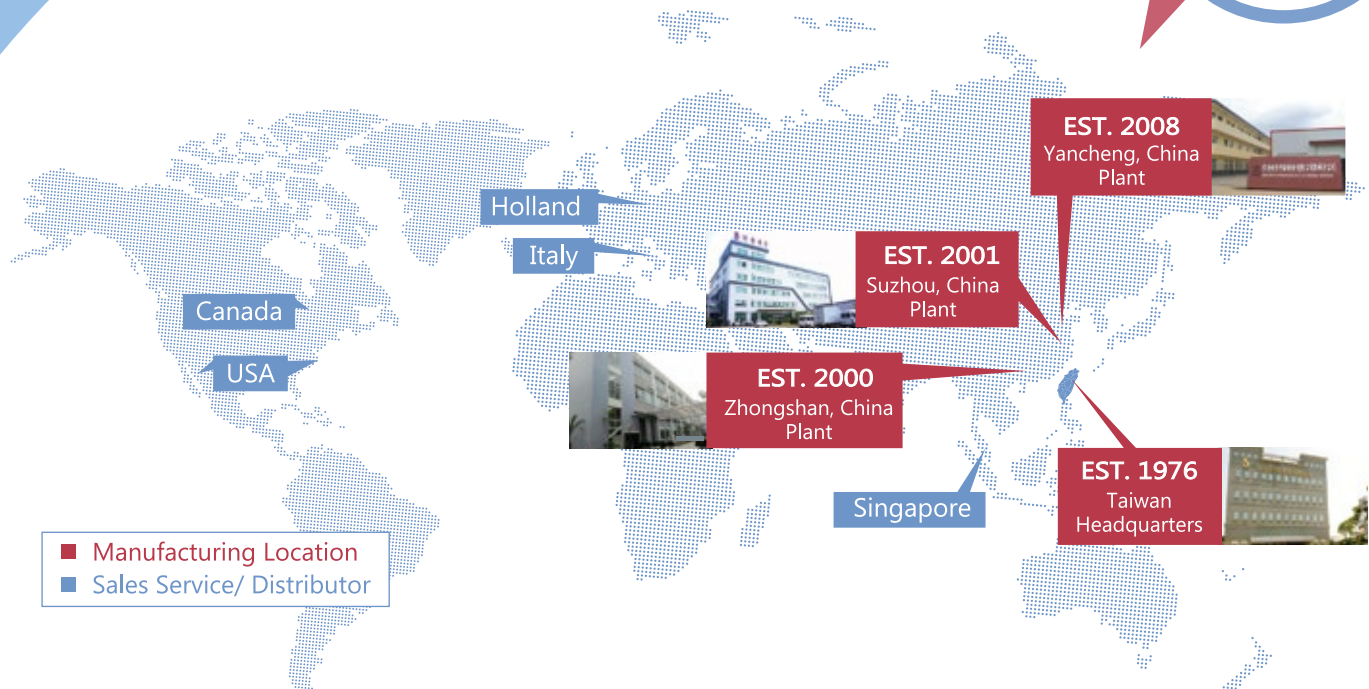 EST. 2008
Yancheng, China
Plant
Holland
Italy
EST. 2001
Suzhou, China
Plant
Canada
USA
EST. 2000
Zhongshan, China
Plant
EST. 1976
Taiwan
Headquarters
Singapore
Manufacturing Location
Sales Service/ Distributor